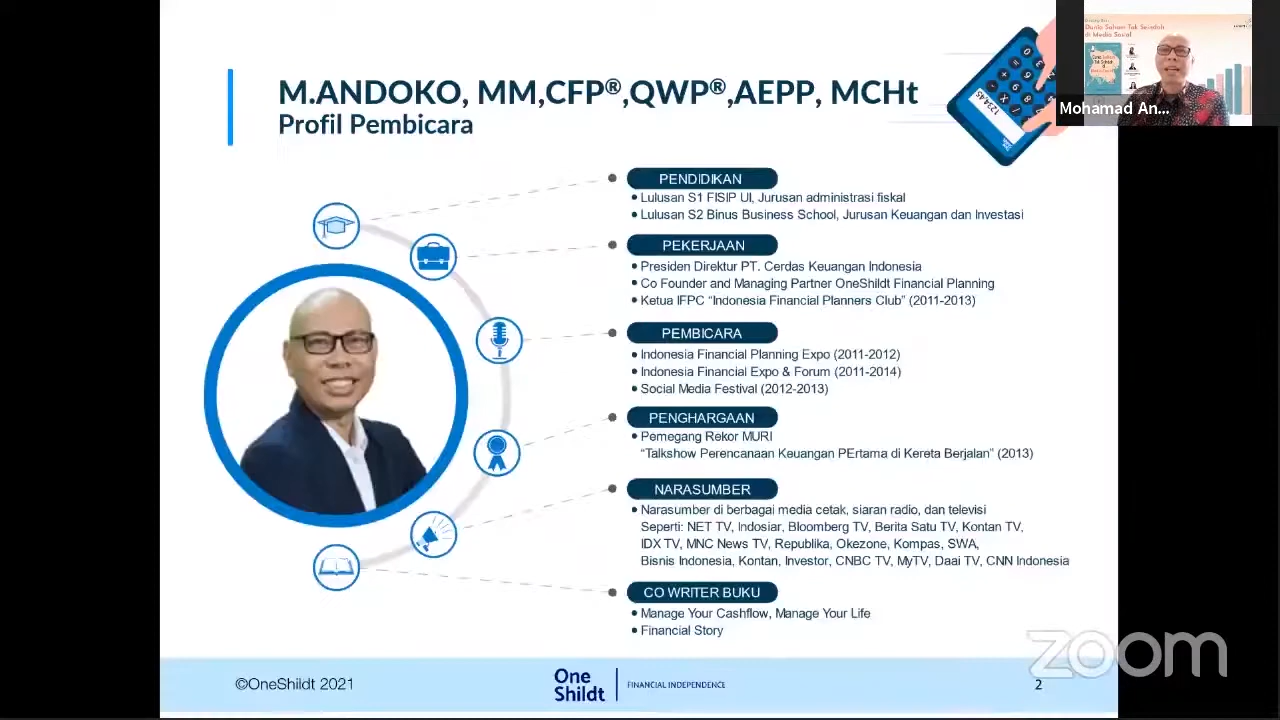 M.ANDOKO, MM,CFP®,QWP®,AEPP, MCHt
Profil Pembicara
Mohamad An...
PENDIDIKAN
• Lulusan S1 FISIP UI, Jurusan administrasi fiskal
• Lulusan S2 Binus Business School, Jurusan Keuangan dan Investasi
PEKERJAAN
• Presiden Direktur PT. Cerdas Keuangan Indonesia
• Co Founder and Managing Partner OneShildt Financial Planning
• Ketua IFPC “Indonesia Financial Planners Club” (2011-2013)
PEMBICARA
• Indonesia Financial Planning Expo (2011-2012)
• Indonesia Financial Expo & Forum (2011-2014)
• Social Media Festival (2012-2013)
PENGHARGAAN
• Pemegang Rekor MURI
“Talkshow Perencanaan Keuangan PErtama di Kereta Berjalan” (2013)
NARASUMBER
• Narasumber di berbagai media cetak, siaran radio, dan televisi
Seperti: NET TV, Indosiar, Bloomberg TV, Berita Satu TV, Kontan TV,
IDX TV, MNC News TV, Republika, Okezone, Kompas, SWA,
Bisnis Indonesia, Kontan, Investor, CNBC TV, MyTV, Daai TV, CNN Indonesia
CO WRITER BUKU
• Manage Your Cashflow, Manage Your Life
• Financial Story
zoom
©OneShildt 2021
One
Shildt
FINANCIAL INDEPENDENCE
2
Dunia Saham Tak Seindah
di Media Sosial